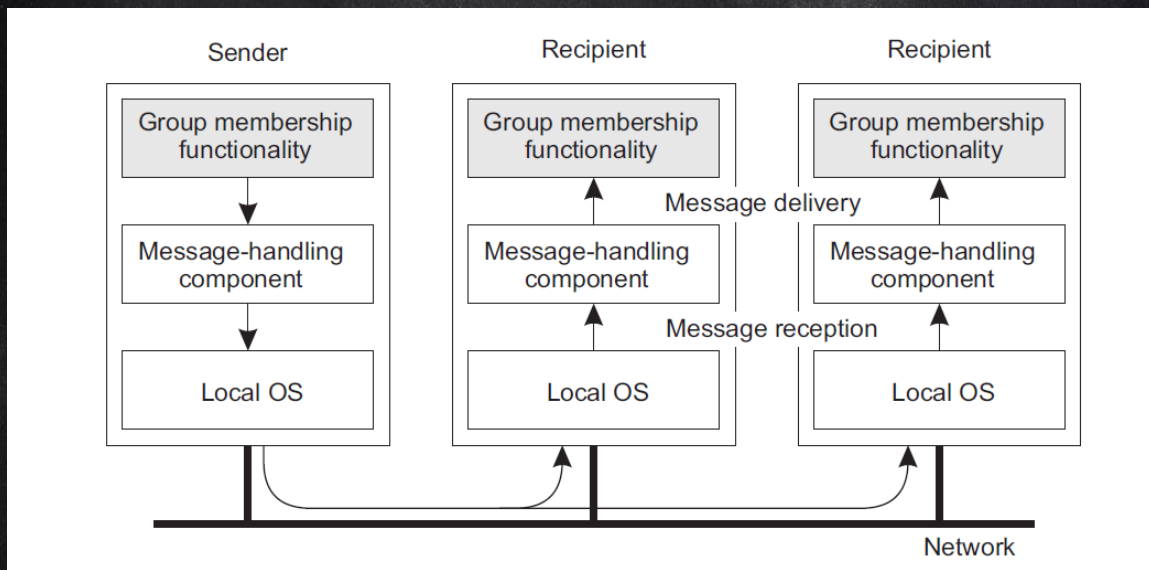 Sender
Recipient
Recipient
Group membership
functionality
Group membership
functionality
Group membership
functionality
Message delivery
Message-handling
component
Message-handling
component
Message-handling
component
Message reception
Local OS
Local OS
Local OS
Network